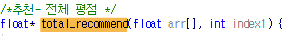 /*추천- 전체 평점 */
float* total_recommend(float arr[], int index1) {